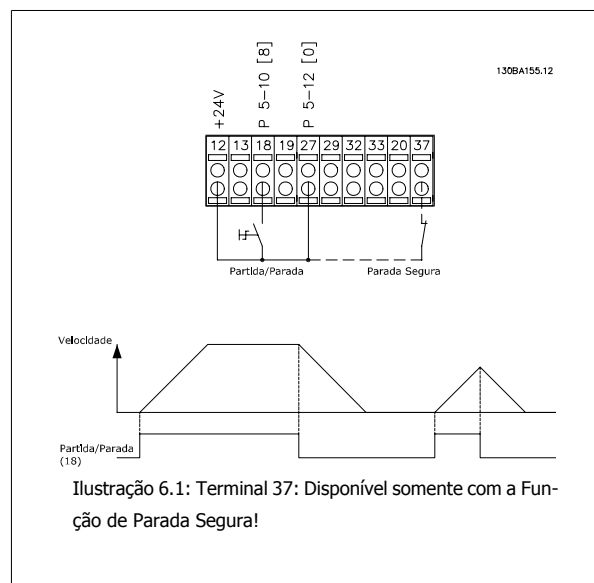 130BA155.12
+24V
P 5-10 [8]
P 5-12 [0]
12 13 18 19 27 29 32 33 20 37
Partida/Parada
Parada Segura
Velocidade
Partida/Parada
(18)
Ilustração 6.1: Terminal 37: Disponível somente com a Fun-
ção de Parada Segura!